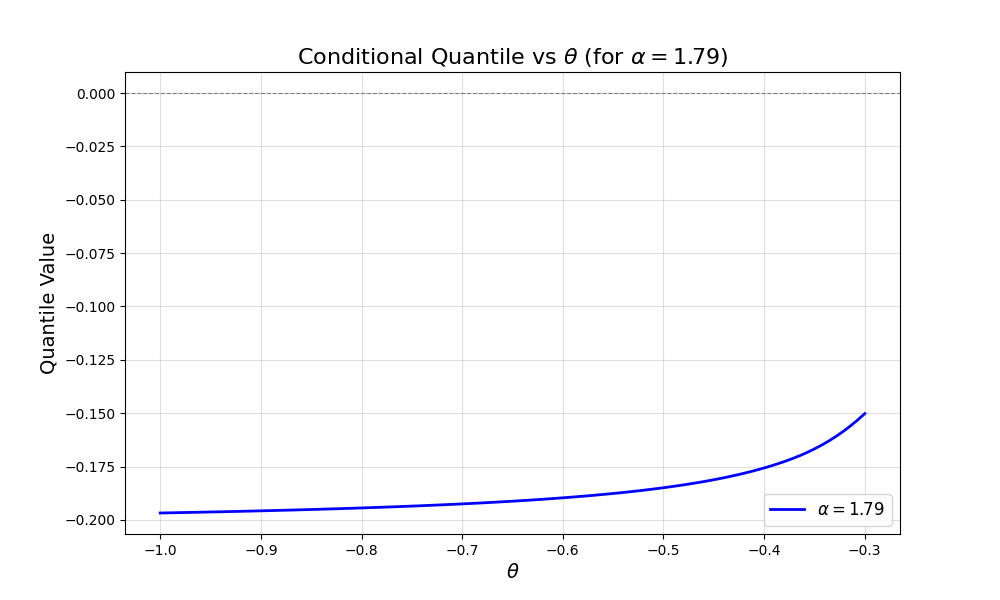 Conditional Quantile vs θ (for α = 1.79)
Quantile Value
0.000
−0.025
−0.050
−0.075
−0.100
−0.125
−0.150
−0.175
−0.200
α = 1.79
−1.0 −0.9 −0.8 −0.7 −0.6 −0.5 −0.4 −0.3
θ